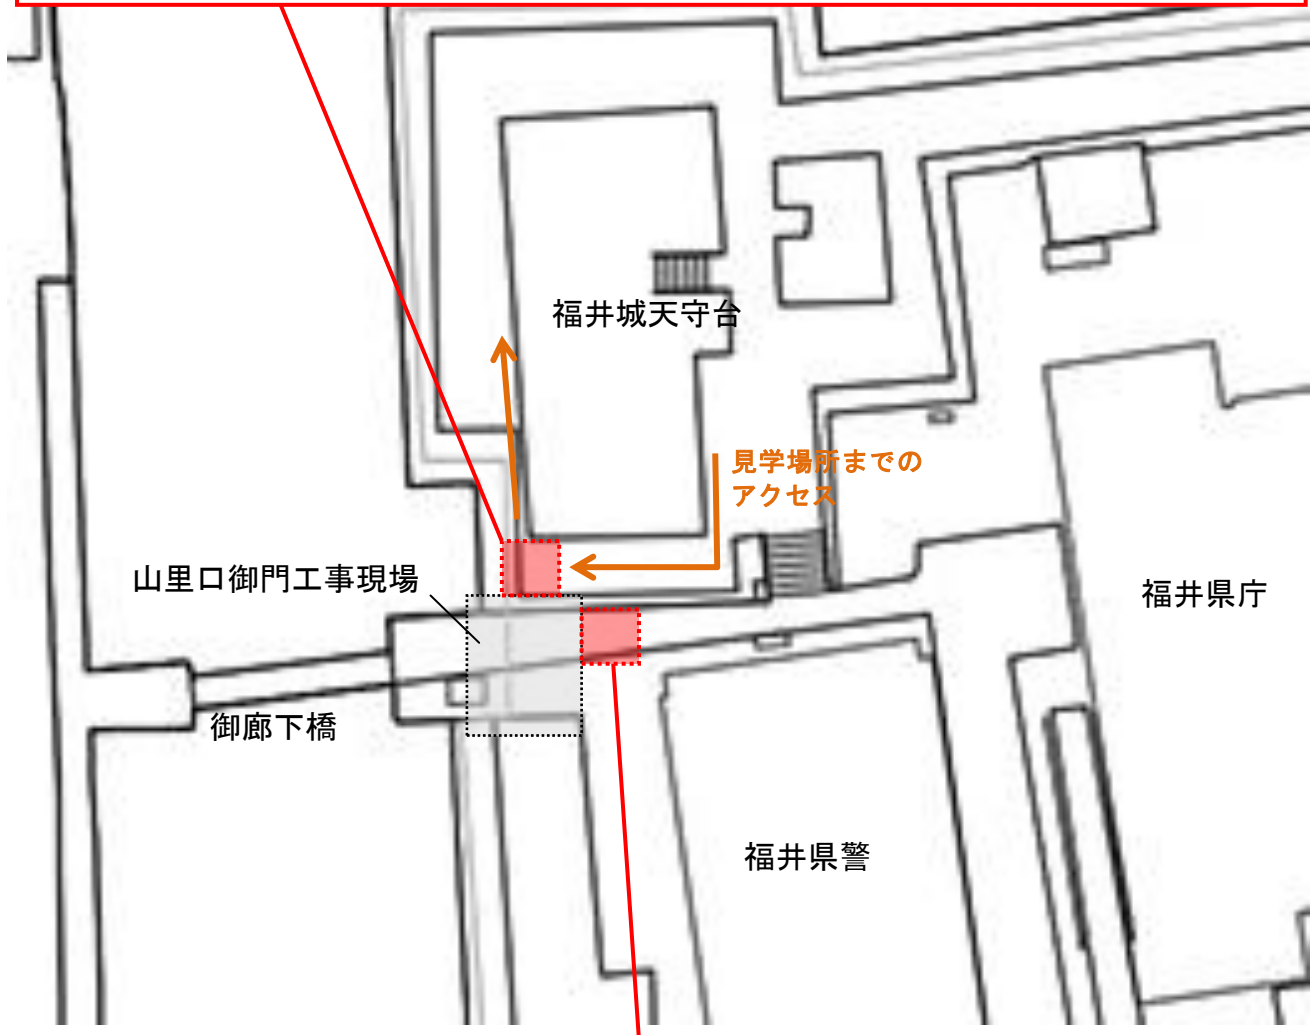 福井城天守台
見学場所までの
アクセス
山里口御門工事現場
福井県庁
御廊下橋
福井県警